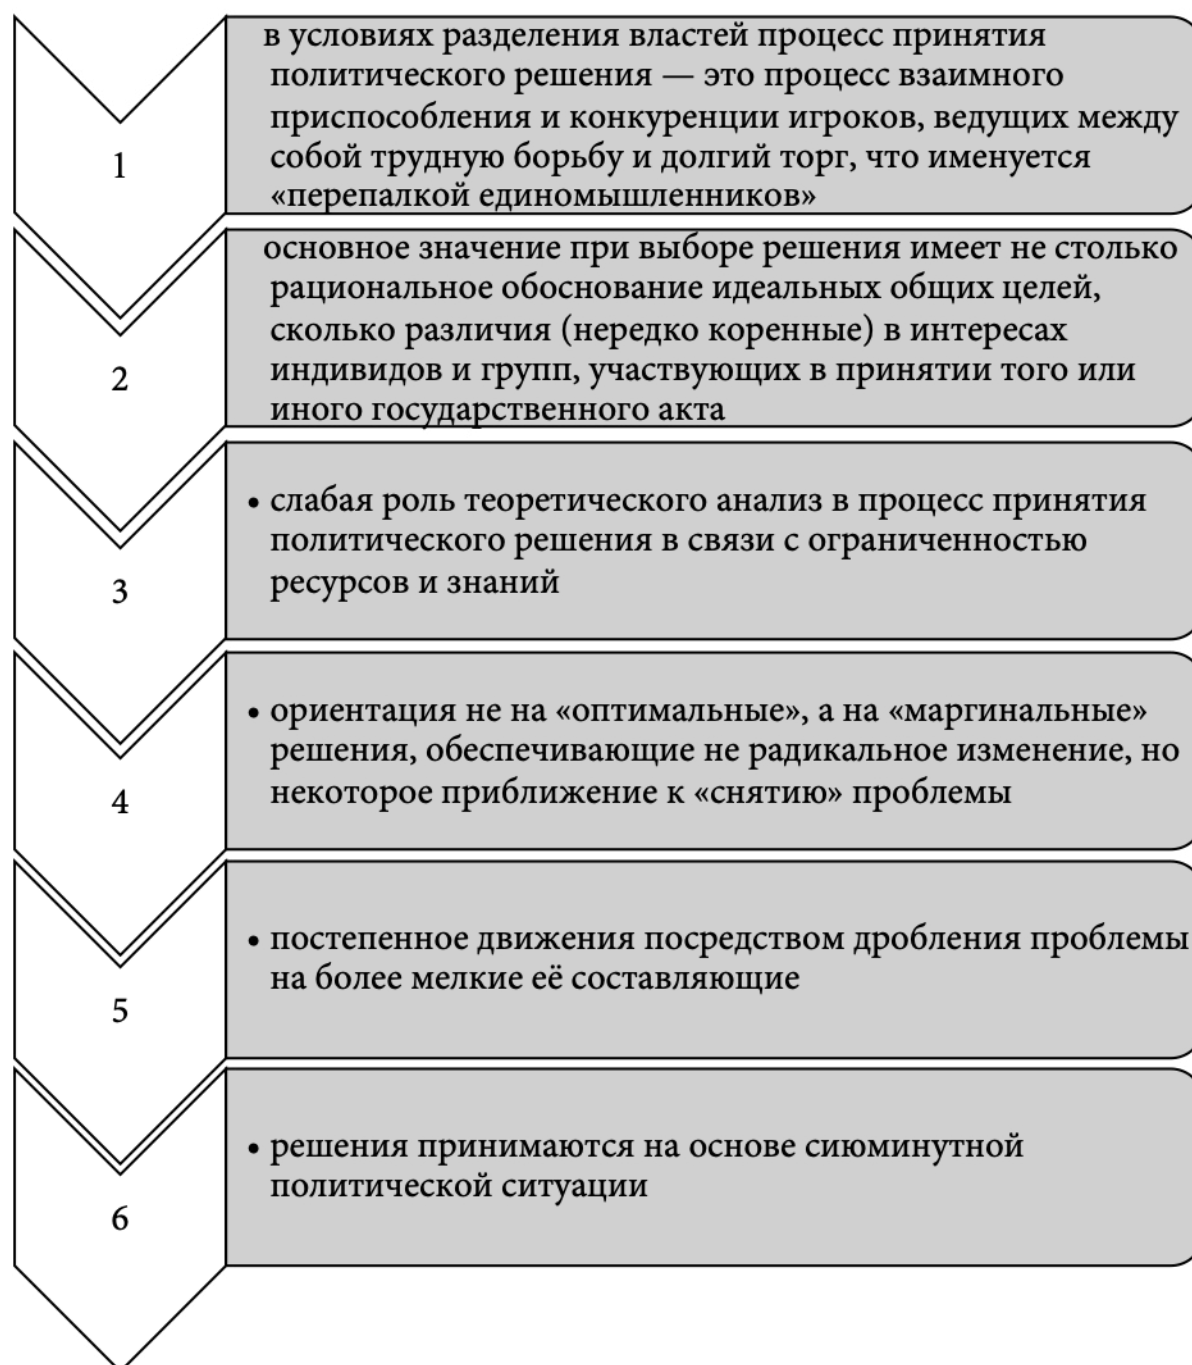 1
в условиях разделения властей процесс принятия
политического решения — это процесс взаимного
приспособления и конкуренции игроков, ведущих между
собой трудную борьбу и долгий торг, что именуется
«перепалкой единомышленников»
2
основное значение при выборе решения имеет не столько
рациональное обоснование идеальных общих целей,
сколько различия (нередко коренные) в интересах
индивидов и групп, участвующих в принятии того или
иного государственного акта
3
• слабая роль теоретического анализ в процесс принятия
политического решения в связи с ограниченностью
ресурсов и знаний
4
• ориентация не на «оптимальные», а на «маргинальные»
решения, обеспечивающие не радикальное изменение, но
некоторое приближение к «снятию» проблемы
5
• постепенное движения посредством дробления проблемы
на более мелкие её составляющие
6
• решения принимаются на основе сиюминутной
политической ситуации